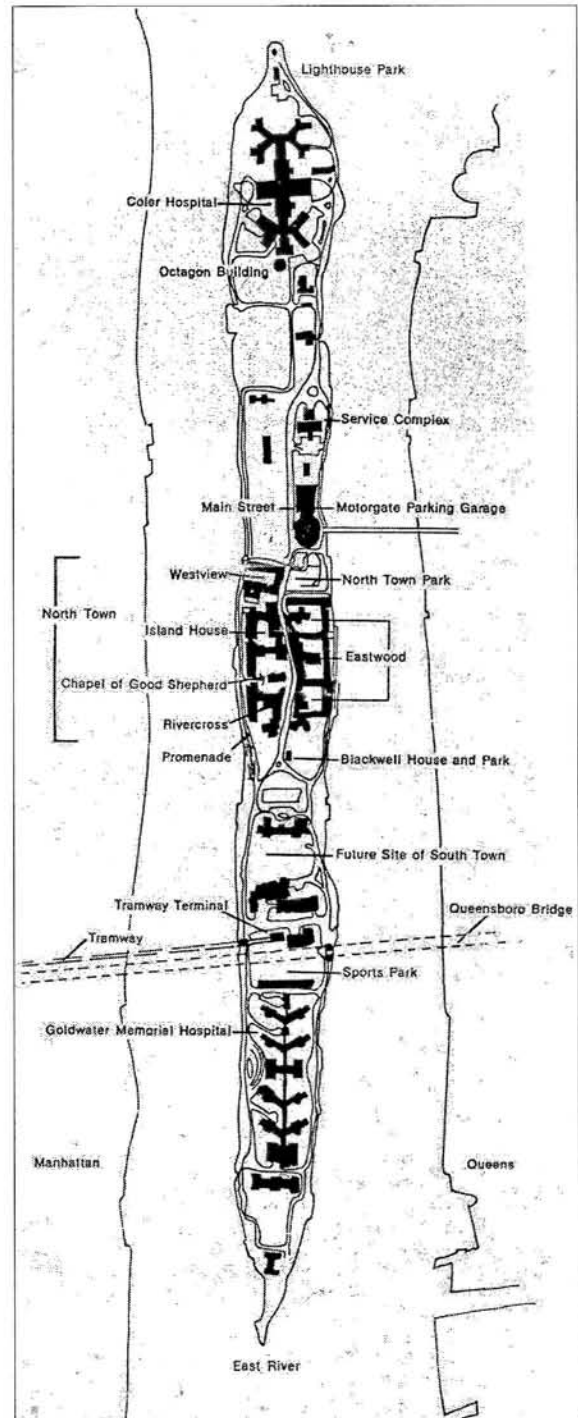 Lighthouse Park
Coler Hospital
Octagon Building
Service Complex
Main Street
Motorgate Parking Garage
Westview
North Town Park
North Town
Island House
Eastwood
Chapel of Good Shepherd
Rivercross
Promenade
Blackwell House and Park
Future Site of South Town
Tramway Terminal
Queensboro Bridge
Tramway
Sports Park
Goldwater Memorial Hospital
Manhattan
Queens
East River